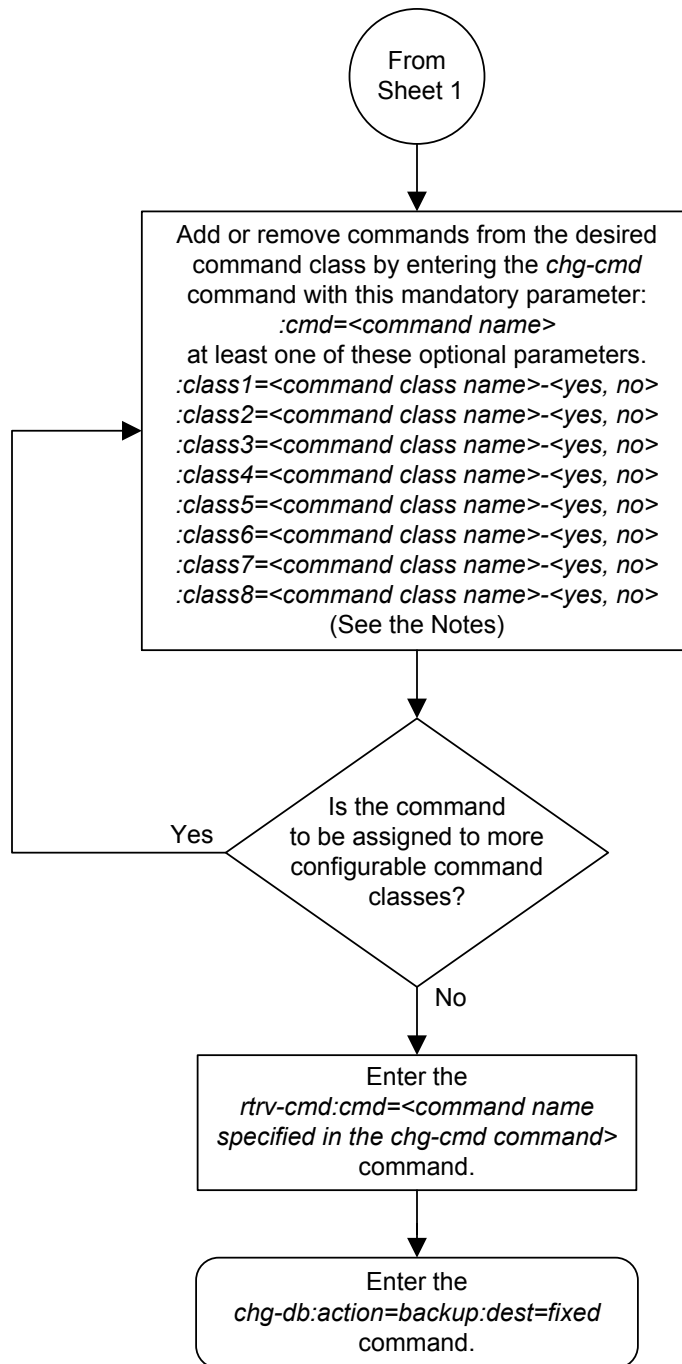 From
Sheet 1
Add or remove commands from the desired
command class by entering the chg-cmd
command with this mandatory parameter:
:cmd=<command name>
at least one of these optional parameters.
:class1=<command class name>-<yes, no>
:class2=<command class name>-<yes, no>
:class3=<command class name>-<yes, no>
:class4=<command class name>-<yes, no>
:class5=<command class name>-<yes, no>
:class6=<command class name>-<yes, no>
:class7=<command class name>-<yes, no>
:class8=<command class name>-<yes, no>
(See the Notes)
Is the command
to be assigned to more
configurable command
classes?
Yes
No
Enter the
rtrv-cmd:cmd=<command name
specified in the chg-cmd command>
command.
Enter the
chg-db:action=backup:dest=fixed
command.